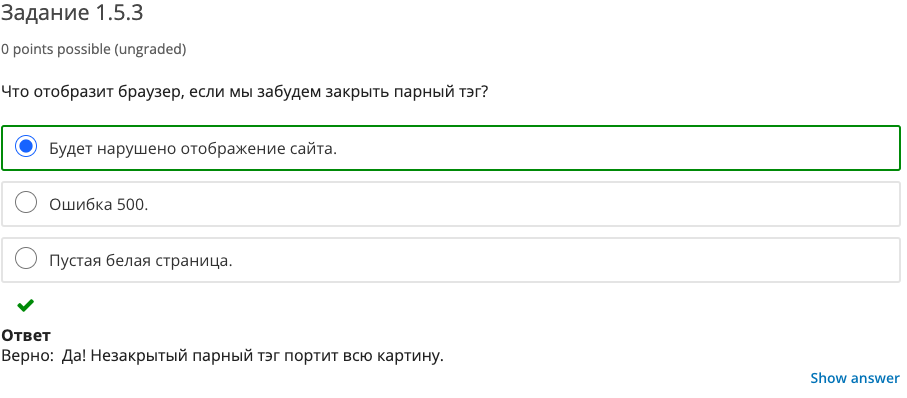 Задание 1.5.3
0 points possible (ungraded)
Что отобразит браузер, если мы забудем закрыть парный тэг?
Будет нарушено отображение сайта.
Ошибка 500.
Пустая белая страница.
Ответ
Верно: Да! Незакрытый парный тэг портит всю картину.
Show answer